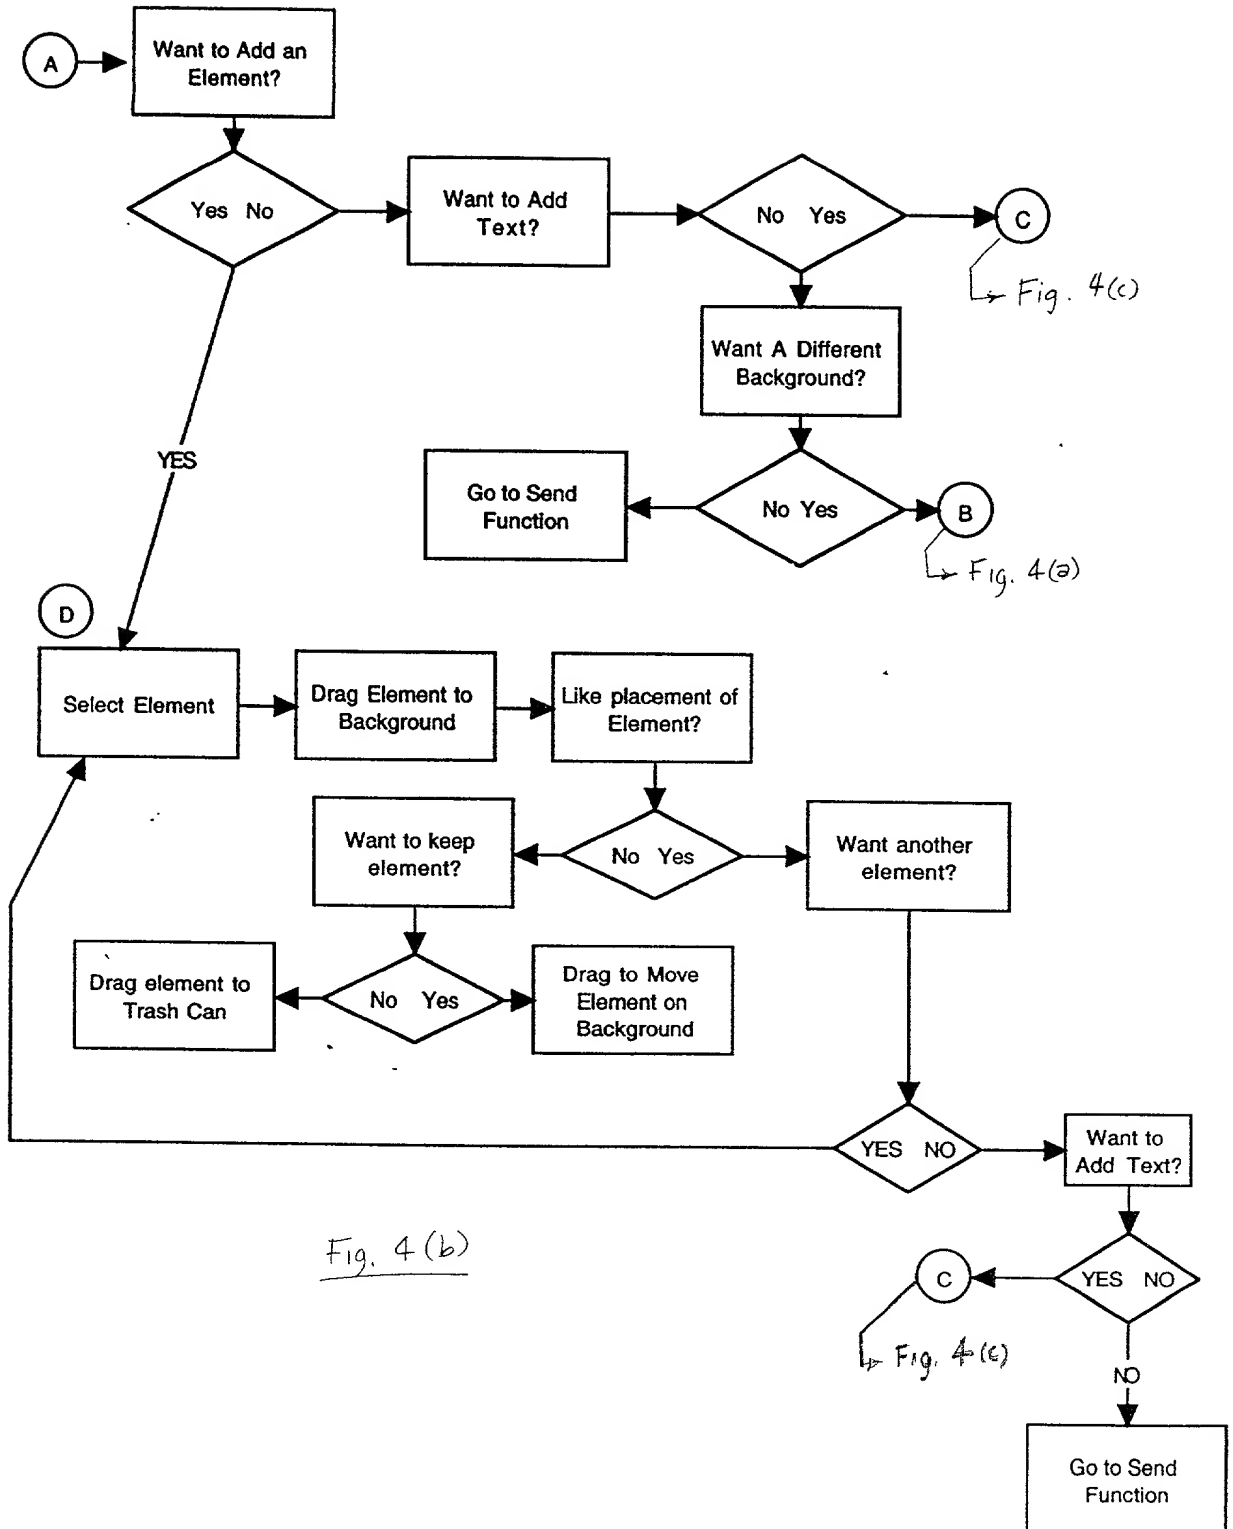 A
Want to Add an
Element?
Yes No
Want to Add
Text?
No Yes
C
Fig. 4(c)
Want A Different
Background?
Go to Send
Function
No Yes
B
Fig. 4(a)
YES
D
Select Element
Drag Element to
Background
Like placement of
Element?
Want to keep
element?
No Yes
Want another
element?
Drag element to
Trash Can
No Yes
Drag to Move
Element on
Background
YES NO
Want to
Add Text?
Fig. 4(b)
C
YES NO
Fig. 4(c)
NO
Go to Send
Function